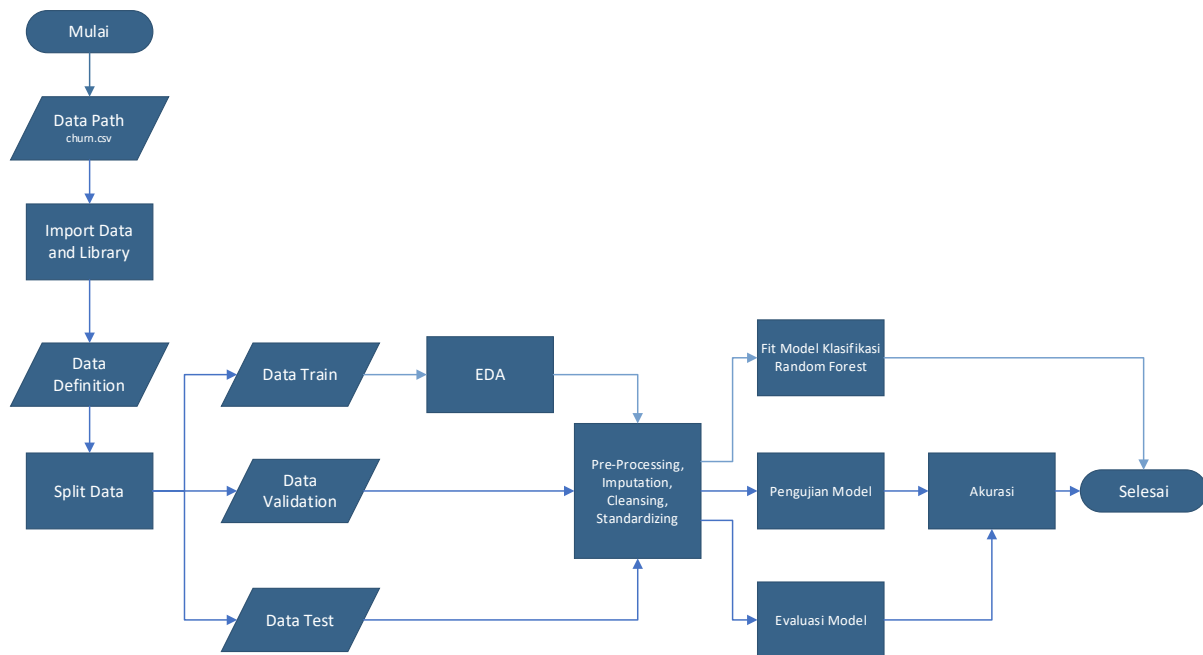 Mulai
Data Path
churn.csv
Import Data
and Library
Data
Definition
Split Data
Data Train
Data
Validation
Data Test
EDA
Pre-Processing,
Imputation,
Cleansing,
Standardizing
Fit Model Klasifikasi
Random Forest
Pengujian Model
Evaluasi Model
Akurasi
Selesai